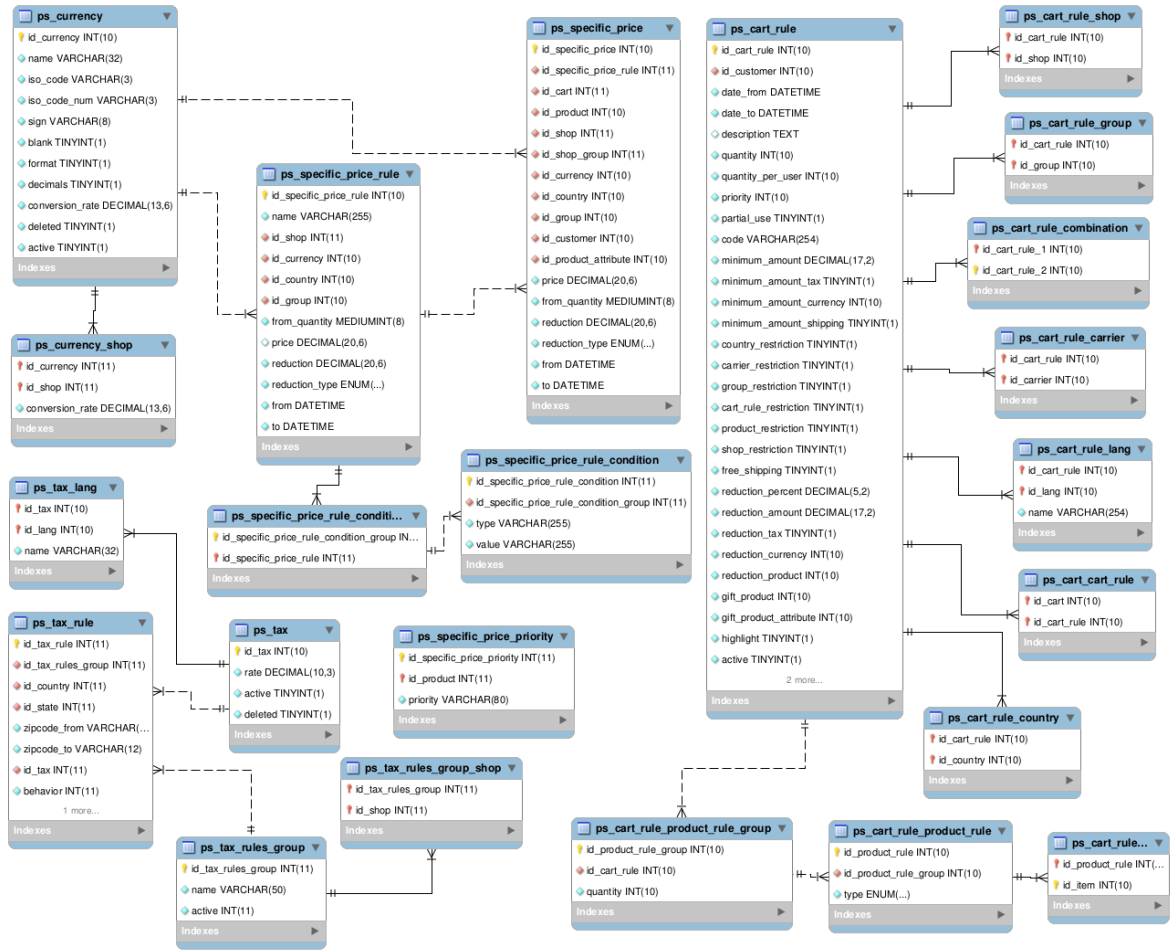 ps_currency
id_currency INT(10)
name VARCHAR(32)
iso_code VARCHAR(3)
iso_code_num VARCHAR(3)
sign VARCHAR(8)
blank TINYINT(1)
format TINYINT(1)
decimals TINYINT(1)
conversion_rate DECIMAL(13,6)
deleted TINYINT(1)
active TINYINT(1)
Indexes
ps_currency_shop
id_currency INT(11)
id_shop INT(11)
conversion_rate DECIMAL(13,6)
Indexes
ps_specific_price_rule
id_specific_price_rule INT(10)
name VARCHAR(255)
id_shop INT(11)
id_currency INT(10)
id_country INT(10)
id_group INT(10)
from_quantity MEDIUMINT(8)
price DECIMAL(20,6)
reduction DECIMAL(20,6)
reduction_type ENUM(...)
from DATETIME
to DATETIME
Indexes
ps_specific_price
id_specific_price INT(10)
id_specific_price_rule INT(11)
id_cart INT(11)
id_product INT(10)
id_shop INT(11)
id_shop_group INT(11)
id_currency INT(10)
id_country INT(10)
id_group INT(10)
id_customer INT(10)
id_product_attribute INT(10)
price DECIMAL(20,6)
from_quantity MEDIUMINT(8)
reduction DECIMAL(20,6)
reduction_type ENUM(...)
from DATETIME
to DATETIME
Indexes
ps_cart_rule
id_cart_rule INT(10)
id_customer INT(10)
date_from DATETIME
date_to DATETIME
description TEXT
quantity INT(10)
quantity_per_user INT(10)
priority INT(10)
partial_use TINYINT(1)
code VARCHAR(254)
minimum_amount DECIMAL(17,2)
minimum_amount_tax TINYINT(1)
minimum_amount_currency INT(10)
minimum_amount_shipping TINYINT(1)
country_restriction TINYINT(1)
carrier_restriction TINYINT(1)
group_restriction TINYINT(1)
cart_rule_restriction TINYINT(1)
product_restriction TINYINT(1)
shop_restriction TINYINT(1)
free_shipping TINYINT(1)
reduction_percent DECIMAL(5,2)
reduction_amount DECIMAL(17,2)
reduction_tax TINYINT(1)
reduction_currency INT(10)
reduction_product INT(10)
gift_product INT(10)
gift_product_attribute INT(10)
highlight TINYINT(1)
active TINYINT(1)
2 more...
Indexes
ps_cart_rule_shop
id_cart_rule INT(10)
id_shop INT(10)
Indexes
ps_cart_rule_group
id_cart_rule INT(10)
id_group INT(10)
Indexes
ps_cart_rule_combination
id_cart_rule_1 INT(10)
id_cart_rule_2 INT(10)
Indexes
ps_cart_rule_carrier
id_cart_rule INT(10)
id_carrier INT(10)
Indexes
ps_cart_rule_lang
id_cart_rule INT(10)
id_lang INT(10)
name VARCHAR(254)
Indexes
ps_cart_cart_rule
id_cart INT(10)
id_cart_rule INT(10)
Indexes
ps_cart_rule_country
id_cart_rule INT(10)
id_country INT(10)
Indexes
ps_specific_price_rule_conditi...
id_specific_price_rule_condition_group IN...
id_specific_price_rule INT(11)
Indexes
ps_specific_price_rule_condition
id_specific_price_rule_condition INT(11)
id_specific_price_rule_condition_group INT(11)
type VARCHAR(255)
value VARCHAR(255)
Indexes
ps_tax_lang
id_tax INT(10)
id_lang INT(10)
name VARCHAR(32)
Indexes
ps_tax_rule
id_tax_rule INT(11)
id_tax_rules_group INT(11)
id_country INT(11)
id_state INT(11)
zipcode_from VARCHAR(...
zipcode_to VARCHAR(12)
id_tax INT(11)
behavior INT(11)
1 more...
Indexes
ps_tax
id_tax INT(10)
rate DECIMAL(10,3)
active TINYINT(1)
deleted TINYINT(1)
Indexes
ps_specific_price_priority
id_specific_price_priority INT(11)
id_product INT(11)
priority VARCHAR(80)
Indexes
ps_tax_rules_group_shop
id_tax_rules_group INT(11)
id_shop INT(11)
Indexes
ps_tax_rules_group
id_tax_rules_group INT(11)
name VARCHAR(50)
active INT(11)
Indexes
ps_cart_rule_product_rule_group
id_product_rule_group INT(10)
id_cart_rule INT(10)
quantity INT(10)
Indexes
ps_cart_rule_product_rule
id_product_rule INT(10)
id_product_rule_group INT(10)
type ENUM(...)
Indexes
ps_cart_rule...
id_product_rule INT(...
id_item INT(10)
Indexes